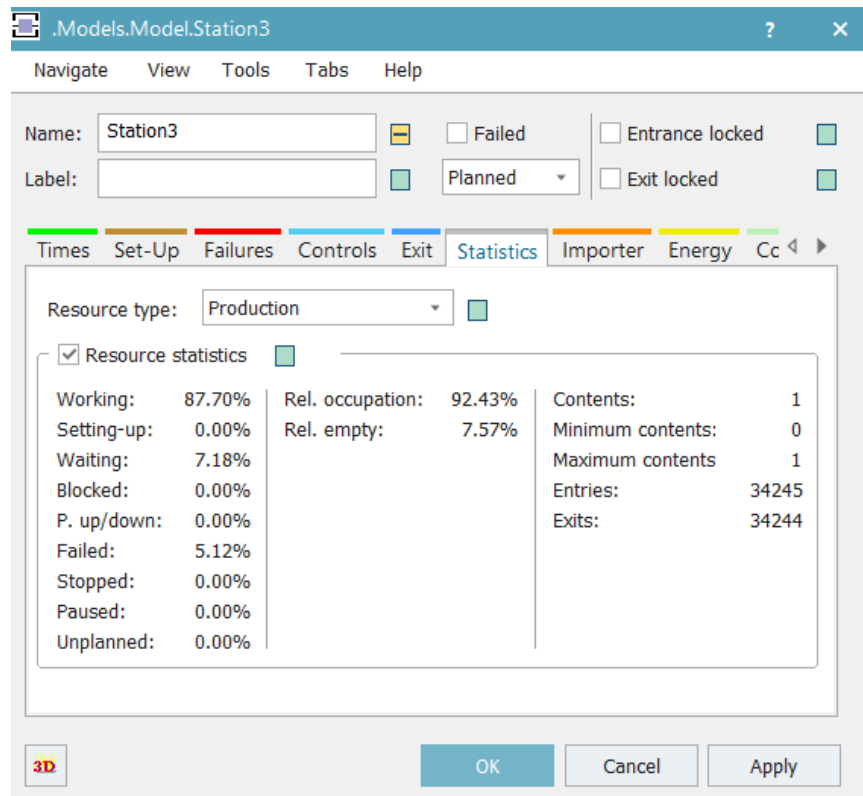 .Models.Model.Station3 ? ×
Navigate View Tools Tabs Help
Name: Station3 Failed Entrance locked
Label: Planned Exit locked
Times Set-Up Failures Controls Exit Statistics Importer Energy Cc
Resource type: Production
Resource statistics
Working: 87.70% Rel. occupation: 92.43% Contents: 1
Setting-up: 0.00% Rel. empty: 7.57% Minimum contents: 0
Waiting: 7.18% Maximum contents 1
Blocked: 0.00% Entries: 34245
P. up/down: 0.00% Exits: 34244
Failed: 5.12%
Stopped: 0.00%
Paused: 0.00%
Unplanned: 0.00%
3D OK Cancel Apply